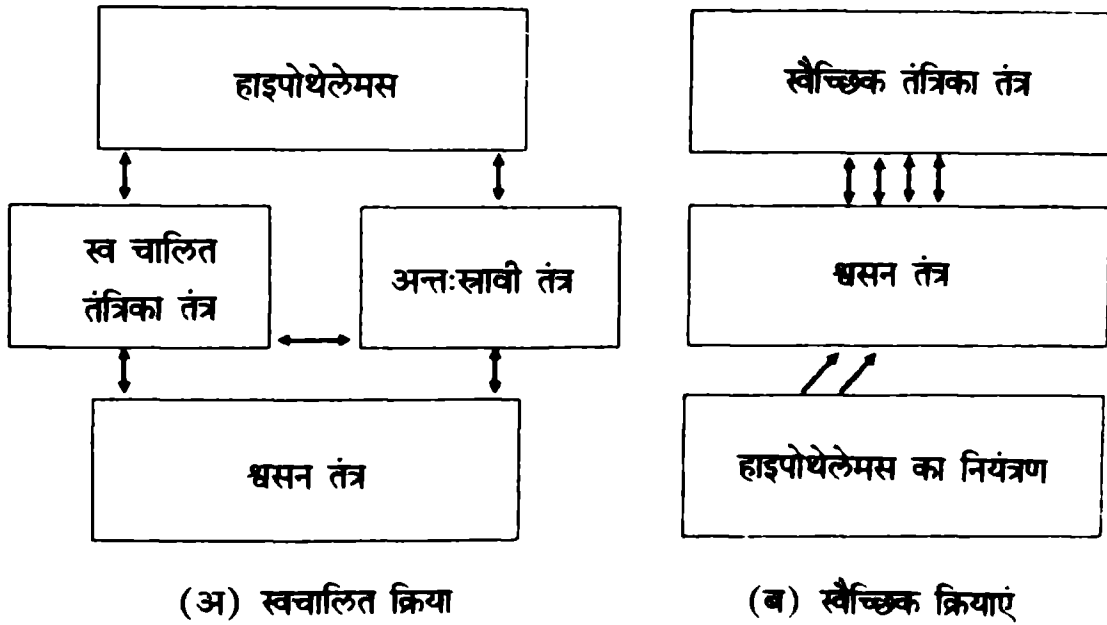 हाइपोथेलेमस
स्व चालित
तंत्रिका तंत्र
अन्तःस्रावी तंत्र
श्वसन तंत्र
(अ) स्वचालित क्रिया
स्वैच्छिक तंत्रिका तंत्र
श्वसन तंत्र
हाइपोथेलेमस का नियंत्रण
(ब) स्वैच्छिक क्रियाएं